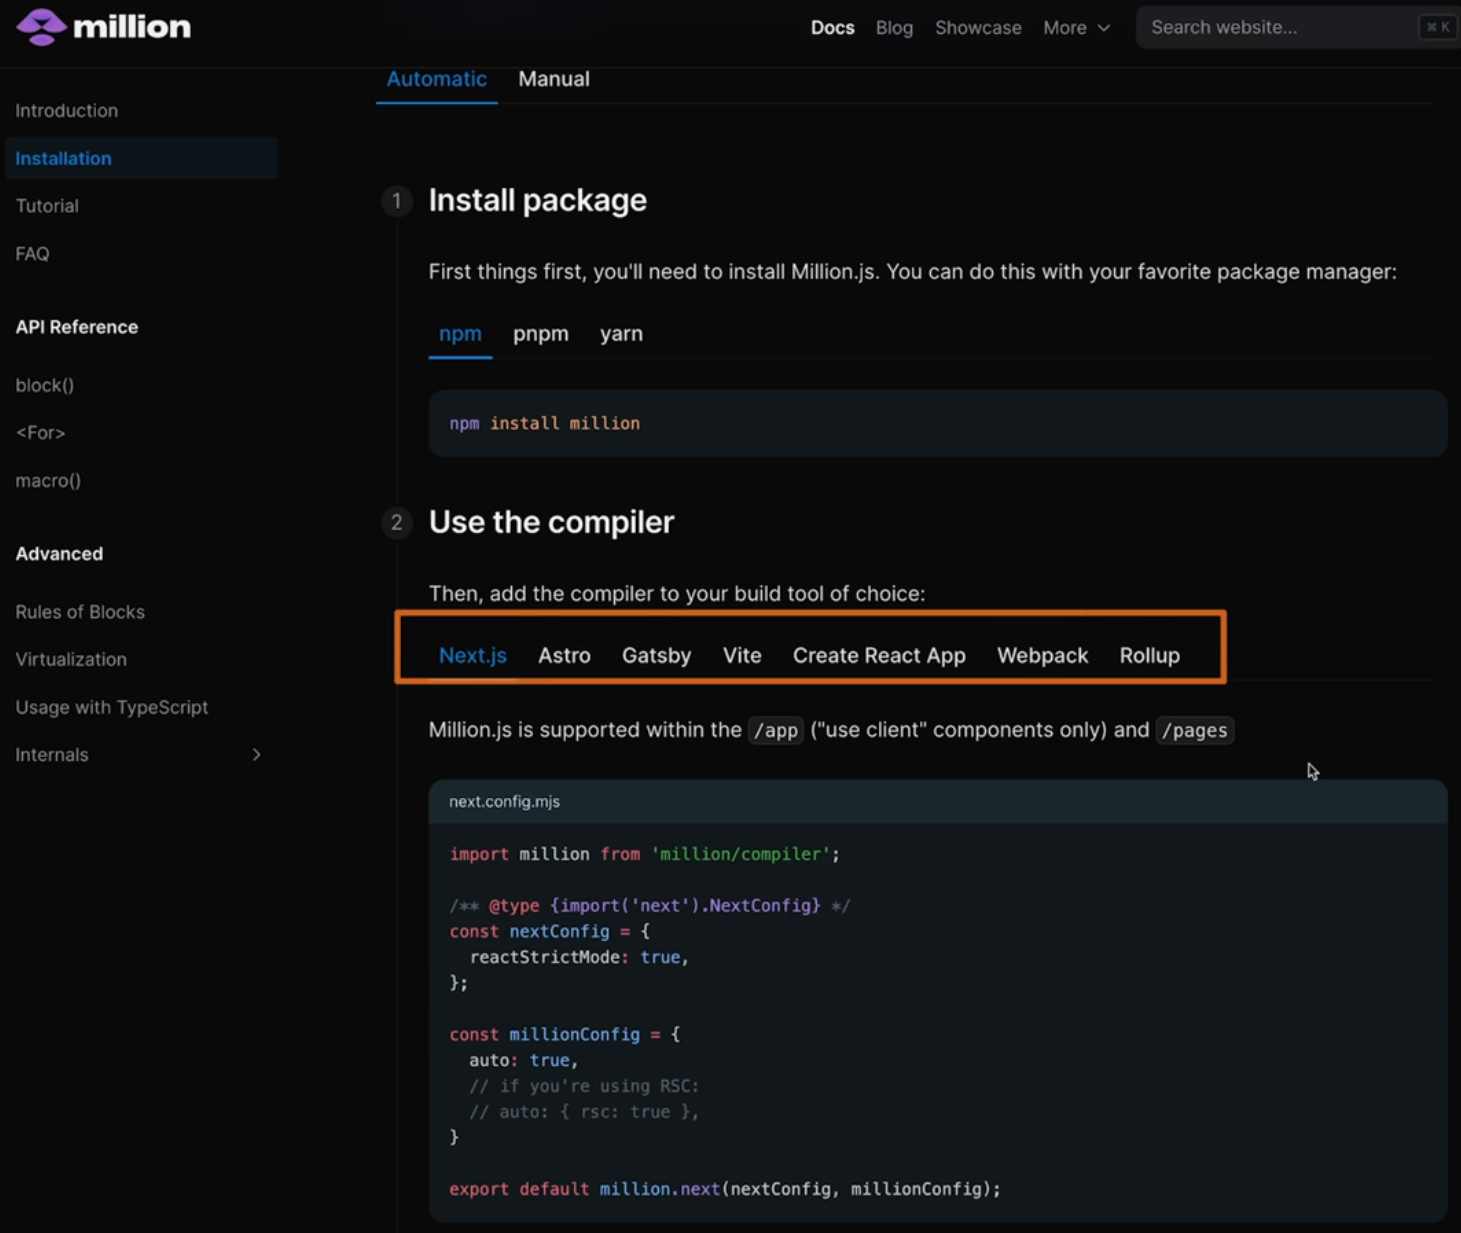 million
Docs Blog Showcase More Search website... ⌘ K
Automatic Manual
Introduction
Installation
Tutorial
FAQ
API Reference
block()
<For>
macro()
Advanced
Rules of Blocks
Virtualization
Usage with TypeScript
Internals
1 Install package
First things first, you'll need to install Million.js. You can do this with your favorite package manager:
npm pnpm yarn
npm install million
2 Use the compiler
Then, add the compiler to your build tool of choice:
Next.js Astro Gatsby Vite Create React App Webpack Rollup
Million.js is supported within the /app ("use client" components only) and /pages
next.config.mjs
import million from 'million/compiler';
/** @type {import('next').NextConfig} */
const nextConfig = {
reactStrictMode: true,
};
const millionConfig = {
auto: true,
// if you're using RSC:
// auto: { rsc: true },
}
export default million.next(nextConfig, millionConfig);